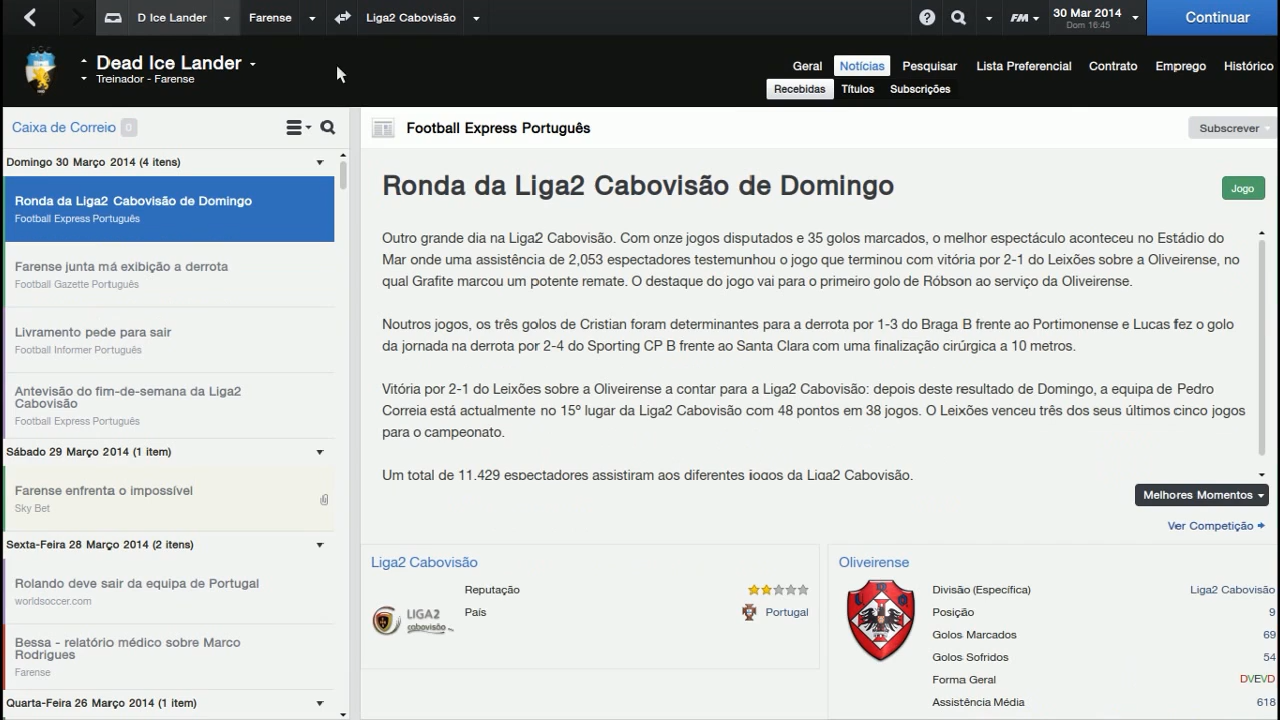 D Ice Lander
Farense
Liga2 Cabovisão
FM
30 Mar 2014
Dom 16:45
Continuar
Dead Ice Lander
Treinador - Farense
Geral
Notícias
Pesquisar
Lista Preferencial
Contrato
Emprego
Histórico
Recebidas
Títulos
Subscrições
Caixa de Correio 0
Domingo 30 Março 2014 (4 itens)
Ronda da Liga2 Cabovisão de Domingo
Football Express Português
Farense junta má exibição a derrota
Football Gazette Português
Livramento pede para sair
Football Informer Português
Antevisão do fim-de-semana da Liga2
Cabovisão
Football Express Português
Sábado 29 Março 2014 (1 item)
Farense enfrenta o impossível
Sky Bet
Sexta-Feira 28 Março 2014 (2 itens)
Rolando deve sair da equipa de Portugal
worldsoccer.com
Bessa - relatório médico sobre Marco
Rodrigues
Farense
Quarta-Feira 26 Março 2014 (1 item)
Football Express Português
Subscrever
Ronda da Liga2 Cabovisão de Domingo
Jogo
Outro grande dia na Liga2 Cabovisão. Com onze jogos disputados e 35 golos marcados, o melhor espectáculo aconteceu no Estádio do
Mar onde uma assistência de 2,053 espectadores testemunhou o jogo que terminou com vitória por 2-1 do Leixões sobre a Oliveirense, no
qual Grafite marcou um potente remate. O destaque do jogo vai para o primeiro golo de Róbson ao serviço da Oliveirense.
Noutros jogos, os três golos de Cristian foram determinantes para a derrota por 1-3 do Braga B frente ao Portimonense e Lucas fez o golo
da jornada na derrota por 2-4 do Sporting CP B frente ao Santa Clara com uma finalização cirúrgica a 10 metros.
Vitória por 2-1 do Leixões sobre a Oliveirense a contar para a Liga2 Cabovisão: depois deste resultado de Domingo, a equipa de Pedro
Correia está actualmente no 15º lugar da Liga2 Cabovisão com 48 pontos em 38 jogos. O Leixões venceu três dos seus últimos cinco jogos
para o campeonato.
Um total de 11.429 espectadores assistiram aos diferentes jogos da Liga2 Cabovisão.
Melhores Momentos
Ver Competição
Liga2 Cabovisão
Reputação
País Portugal
LIGA2
cabovisão
Oliveirense
Divisão (Específica) Liga2 Cabovisão
Posição 9
Golos Marcados 69
Golos Sofridos 54
Forma Geral DVEVD
Assistência Média 618